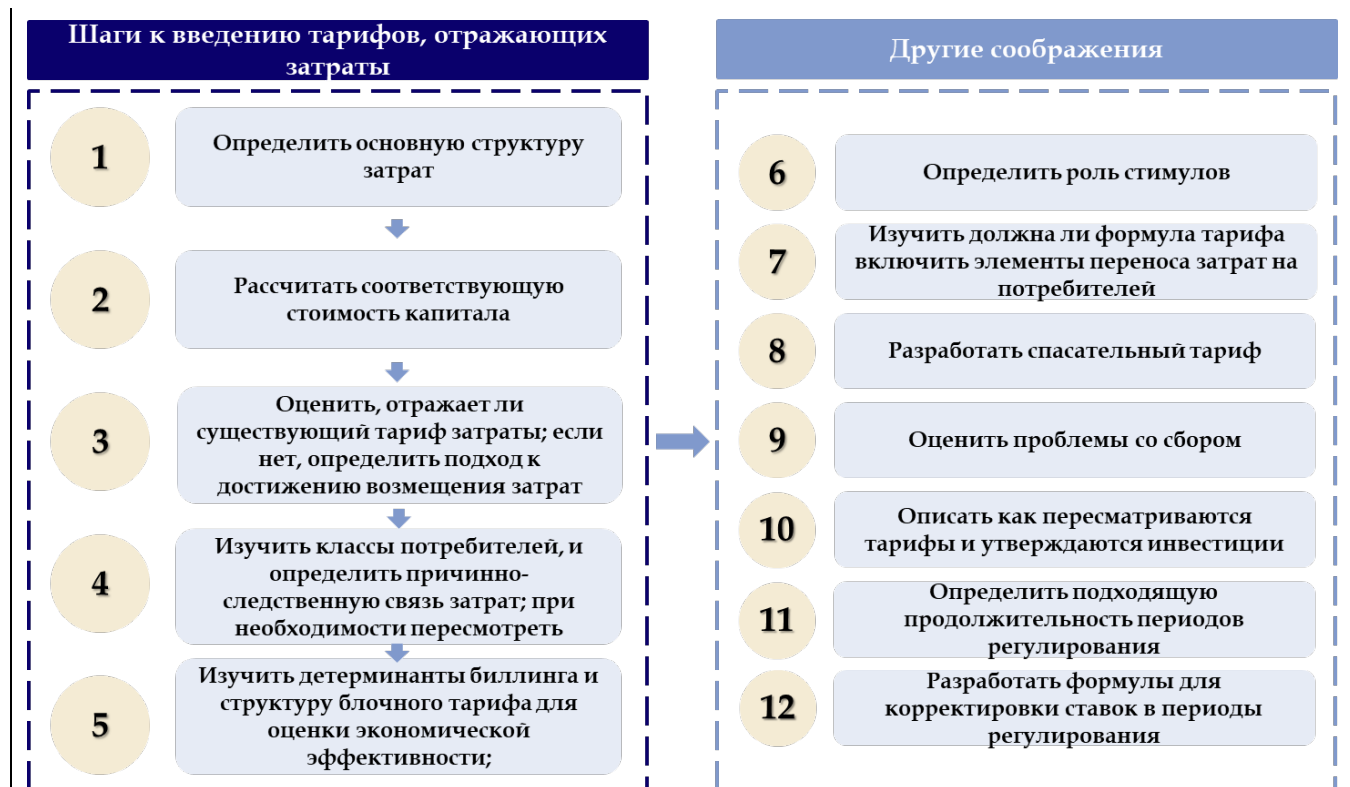 Шаги к введению тарифов, отражающих
затраты
1
Определить основную структуру
затрат
2
Рассчитать соответствующую
стоимость капитала
3
Оценить, отражает ли
существующий тариф затраты; если
нет, определить подход к
достижению возмещения затрат
4
Изучить классы потребителей, и
определить причинно-
следственную связь затрат; при
необходимости пересмотреть
5
Изучить детерминанты биллинга и
структуру блочного тарифа для
оценки экономической
эффективности;
Другие соображения
6
Определить роль стимулов
7
Изучить должна ли формула тарифа
включить элементы переноса затрат на
потребителей
8
Разработать спасательный тариф
9
Оценить проблемы со сбором
10
Описать как пересматриваются
тарифы и утверждаются инвестиции
11
Определить подходящую
продолжительность периодов
регулирования
12
Разработать формулы для
корректировки ставок в периоды
регулирования